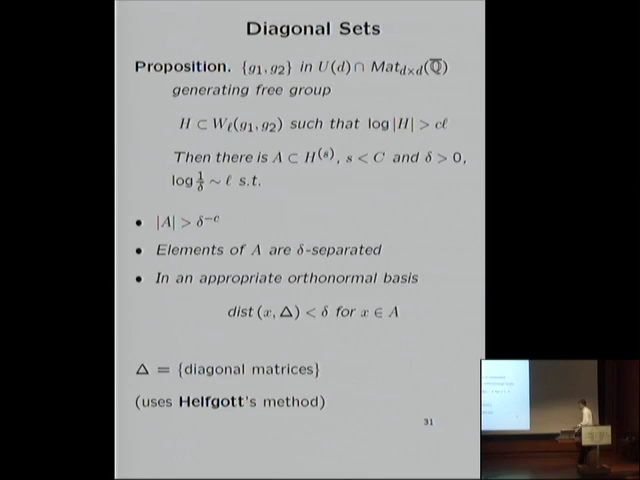 Diagonal Sets
Proposition. {g₁, g₂} in U(d) ∩ Mat_{d×d}(Q̅)
generating free group
H ⊂ W_ℓ(g₁, g₂) such that log |H| > cℓ
Then there is A ⊂ H^{(s)}, s < C and δ > 0,
log 1/δ ∼ ℓ s.t.
• |A| > δ^{−c}
• Elements of A are δ-separated
• In an appropriate orthonormal basis
dist (x, Δ) < δ for x ∈ A
Δ = {diagonal matrices}
(uses Helfgott's method)
31